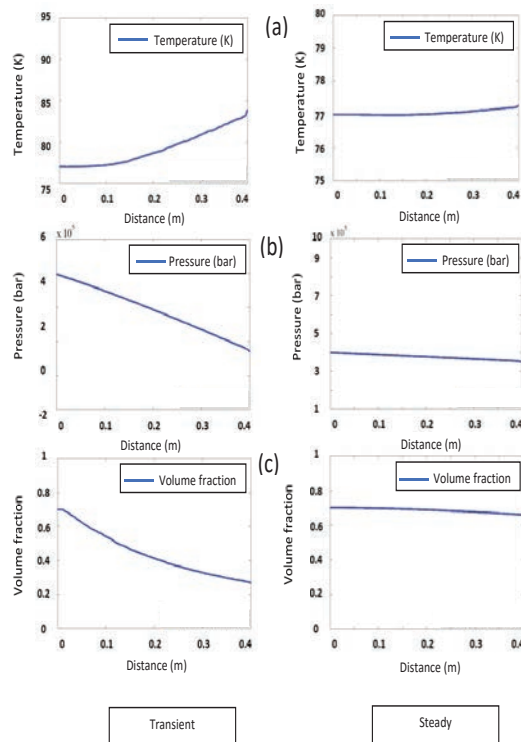 (a)
95
90
85
80
75
Temperature (K)
Temperature (K)
0 0.1 0.2 0.3 0.4
Distance (m)
80
79
78
77
76
75
Temperature (K)
Temperature (K)
0 0.1 0.2 0.3 0.4
Distance (m)
(b)
6
4
2
0
-2
Pressure (bar)
Pressure (bar)
0 0.1 0.2 0.3 0.4
Distance (m)
10
9
7
5
3
1
Pressure (bar)
Pressure (bar)
0 0.1 0.2 0.3 0.4
Distance (m)
(c)
1
0.8
0.6
0.4
0.2
0
Volume fraction
Volume fraction
0 0.1 0.2 0.3 0.4
Distance (m)
1
0.8
0.6
0.4
0.2
0
Volume fraction
Volume fraction
0 0.1 0.2 0.3 0.4
Distance (m)
Transient
Steady